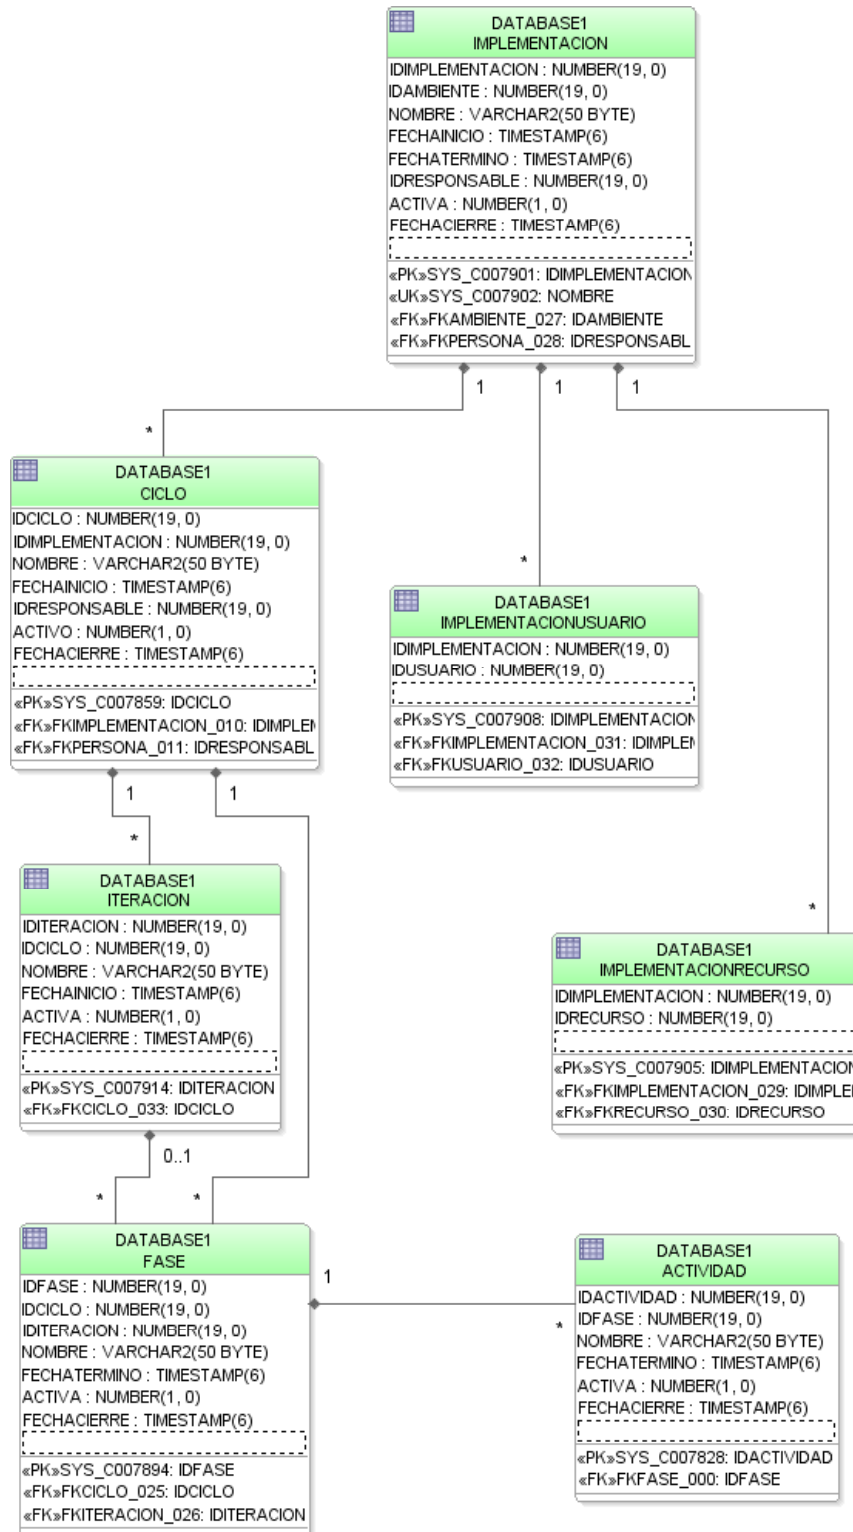 DATABASE1
IMPLEMENTACION
IDIMPLEMENTACION : NUMBER(19, 0)
IDAMBIENTE : NUMBER(19, 0)
NOMBRE : VARCHAR2(50 BYTE)
FECHAINICIO : TIMESTAMP(6)
FECHATERMINO : TIMESTAMP(6)
IDRESPONSABLE : NUMBER(19, 0)
ACTIVA : NUMBER(1, 0)
FECHACIERRE : TIMESTAMP(6)
«PK»SYS_C007901: IDIMPLEMENTACION
«UK»SYS_C007902: NOMBRE
«FK»FKAMBIENTE_027: IDAMBIENTE
«FK»FKPERSONA_028: IDRESPONSABL
1
1
1
*
DATABASE1
CICLO
IDCICLO : NUMBER(19, 0)
IDIMPLEMENTACION : NUMBER(19, 0)
NOMBRE : VARCHAR2(50 BYTE)
FECHAINICIO : TIMESTAMP(6)
IDRESPONSABLE : NUMBER(19, 0)
ACTIVO : NUMBER(1, 0)
FECHACIERRE : TIMESTAMP(6)
«PK»SYS_C007859: IDCICLO
«FK»FKIMPLEMENTACION_010: IDIMPLEN
«FK»FKPERSONA_011: IDRESPONSABL
*
DATABASE1
IMPLEMENTACIONUSUARIO
IDIMPLEMENTACION : NUMBER(19, 0)
IDUSUARIO : NUMBER(19, 0)
«PK»SYS_C007908: IDIMPLEMENTACION
«FK»FKIMPLEMENTACION_031: IDIMPLEN
«FK»FKUSUARIO_032: IDUSUARIO
1
1
*
DATABASE1
ITERACION
IDITERACION : NUMBER(19, 0)
IDCICLO : NUMBER(19, 0)
NOMBRE : VARCHAR2(50 BYTE)
FECHAINICIO : TIMESTAMP(6)
ACTIVA : NUMBER(1, 0)
FECHACIERRE : TIMESTAMP(6)
«PK»SYS_C007914: IDITERACION
«FK»FKCICLO_033: IDCICLO
*
DATABASE1
IMPLEMENTACIONRECURSO
IDIMPLEMENTACION : NUMBER(19, 0)
IDRECURSO : NUMBER(19, 0)
«PK»SYS_C007905: IDIMPLEMENTACION
«FK»FKIMPLEMENTACION_029: IDIMPLE
«FK»FKRECURSO_030: IDRECURSO
0..1
*
*
DATABASE1
FASE
IDFASE : NUMBER(19, 0)
IDCICLO : NUMBER(19, 0)
IDITERACION : NUMBER(19, 0)
NOMBRE : VARCHAR2(50 BYTE)
FECHATERMINO : TIMESTAMP(6)
ACTIVA : NUMBER(1, 0)
FECHACIERRE : TIMESTAMP(6)
«PK»SYS_C007894: IDFASE
«FK»FKCICLO_025: IDCICLO
«FK»FKITERACION_026: IDITERACION
1
*
DATABASE1
ACTIVIDAD
IDACTIVIDAD : NUMBER(19, 0)
IDFASE : NUMBER(19, 0)
NOMBRE : VARCHAR2(50 BYTE)
FECHATERMINO : TIMESTAMP(6)
ACTIVA : NUMBER(1, 0)
FECHACIERRE : TIMESTAMP(6)
«PK»SYS_C007828: IDACTIVIDAD
«FK»FKFASE_000: IDFASE